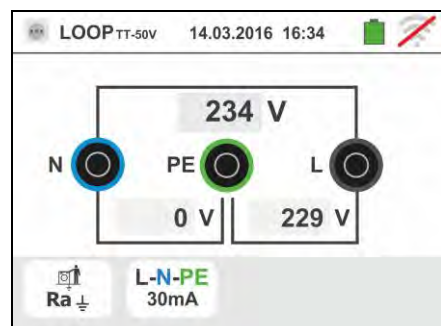 LOOP TT-50V 14.03.2016 16:34
234 V
N PE L
0 V 229 V
Ra L-N-PE
30mA